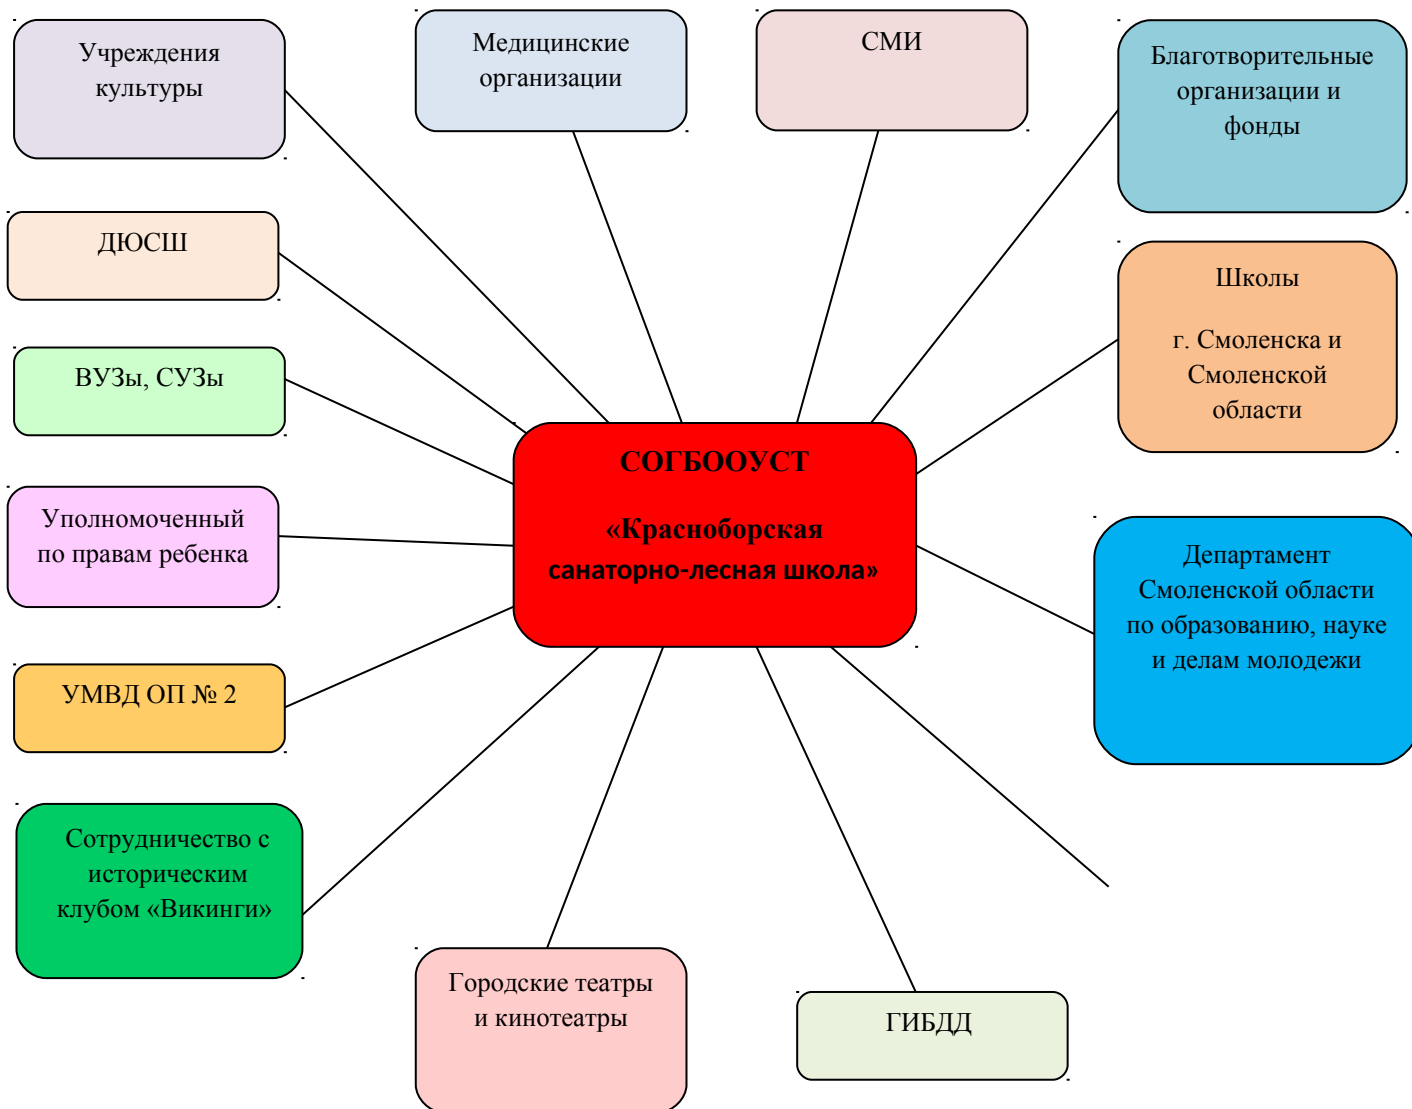 Учреждения
культуры
Медицинские
организации
СМИ
Благотворительные
организации и
фонды
ДЮСШ
Школы
г. Смоленска и
Смоленской
области
ВУЗы, СУЗы
СОГБООУСТ
«Красноборская
санаторно-лесная школа»
Уполномоченный
по правам ребенка
Департамент
Смоленской области
по образованию, науке
и делам молодежи
УМВД ОП № 2
Сотрудничество с
историческим
клубом «Викинги»
Городские театры
и кинотеатры
ГИБДД